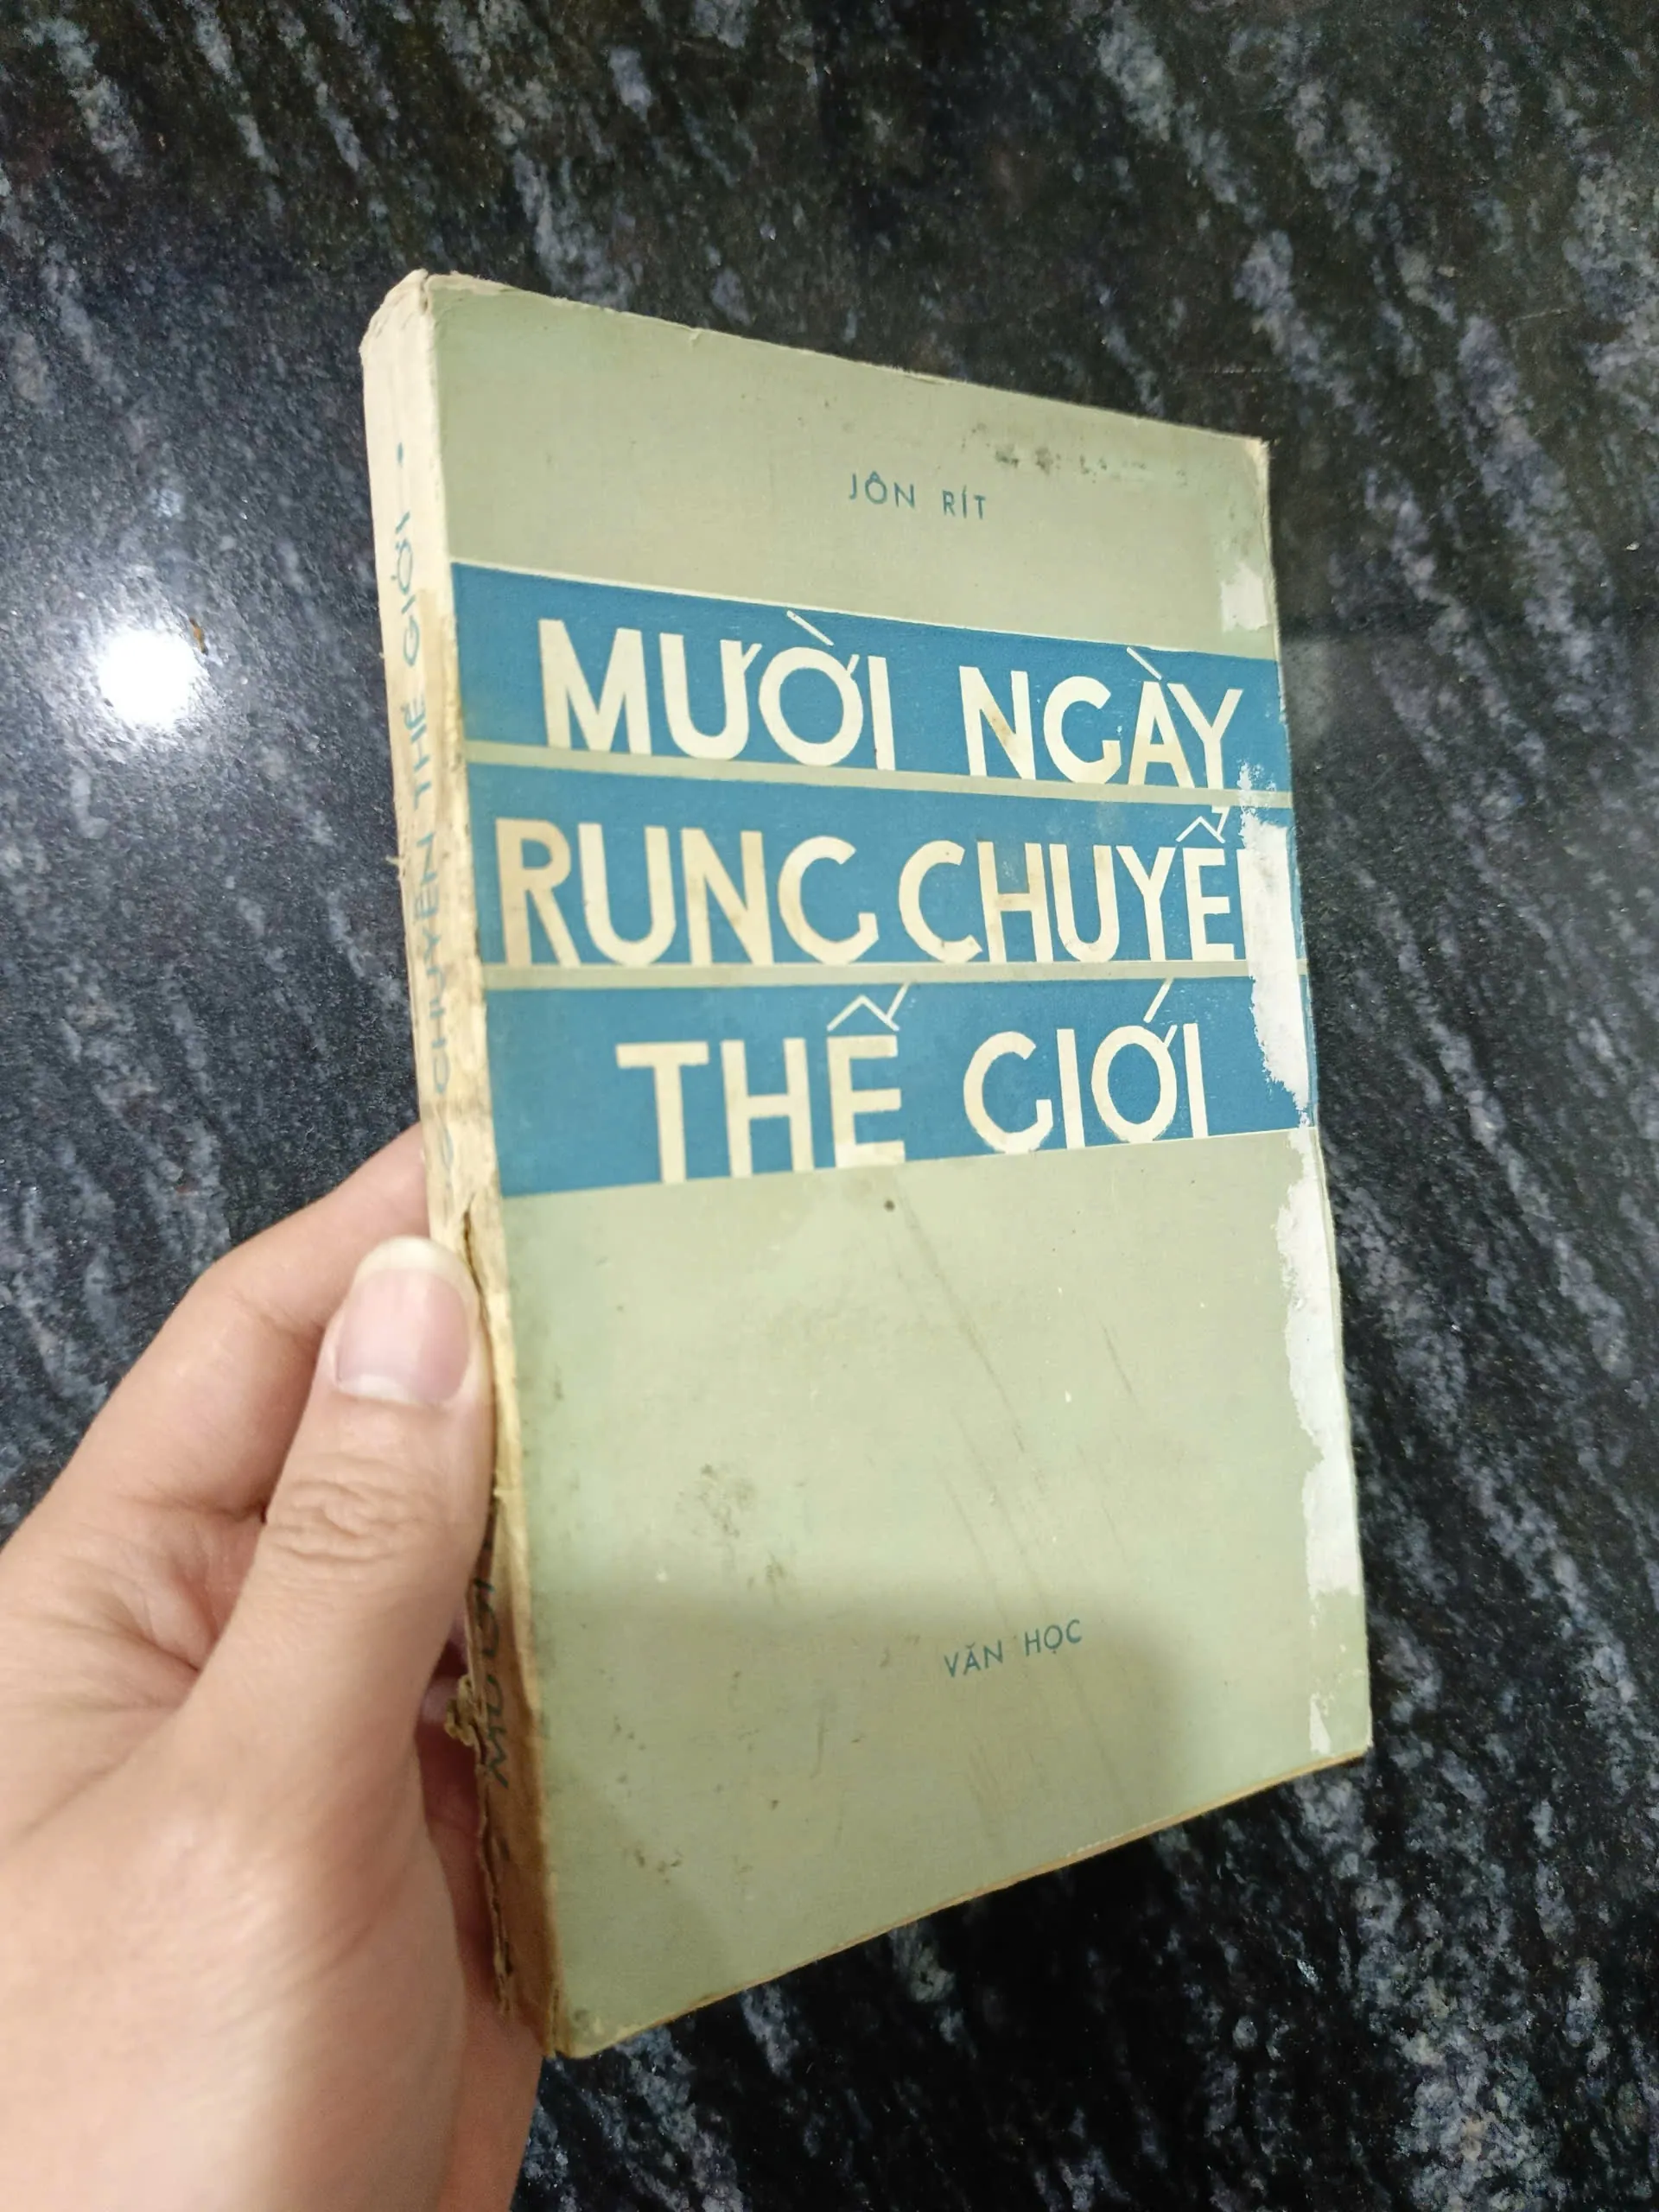 JÔN RÍT
MƯỜI NGÀY
RUNG CHUYỂ
THẾ GIỚI
VĂN HỌC
CHUYỂN THẾ GIỚI •